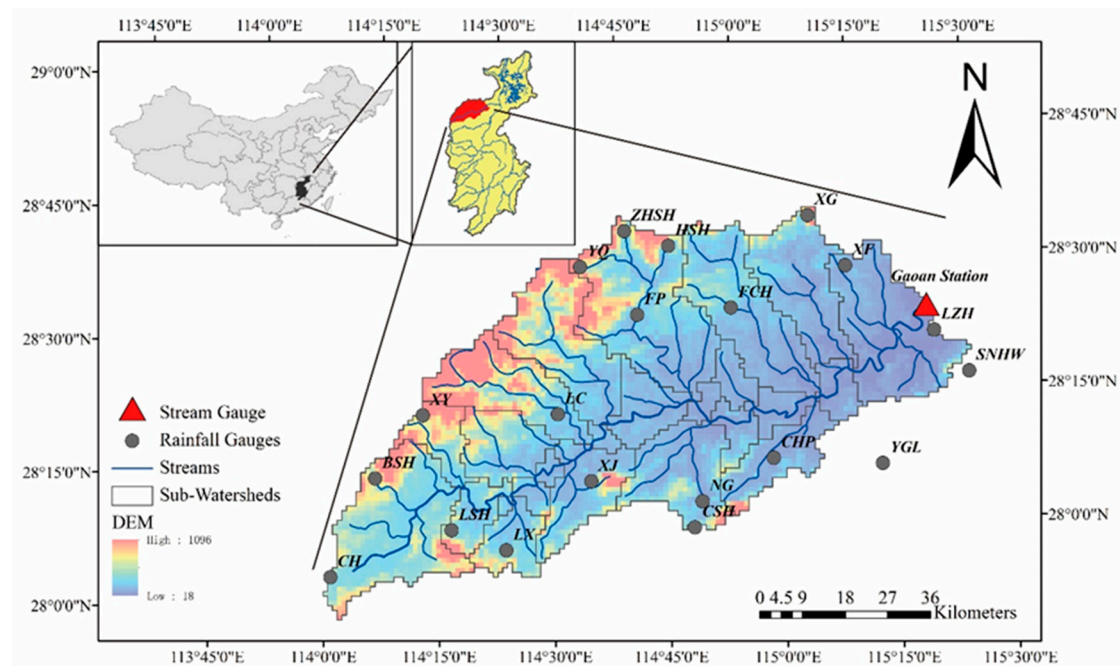 113°45'0"E 114°0'0"E 114°15'0"E 114°30'0"E 114°45'0"E 115°0'0"E 115°15'0"E 115°30'0"E
29°0'0"N
28°45'0"N
28°30'0"N
28°15'0"N
28°0'0"N
N
28°45'0"N
28°30'0"N
28°15'0"N
28°0'0"N
XG
ZHSH
HSH
YQ
XF
Gaoan Station
FP
FCH
LZH
SNHW
XY
LC
CHP
YGL
BSH
XJ
NG
CSH
LSH
LX
CH
Stream Gauge
Rainfall Gauges
Streams
Sub-Watersheds
DEM
High : 1096
Low : 18
0 4.5 9 18 27 36
Kilometers
113°45'0"E 114°0'0"E 114°15'0"E 114°30'0"E 114°45'0"E 115°0'0"E 115°15'0"E 115°30'0"E